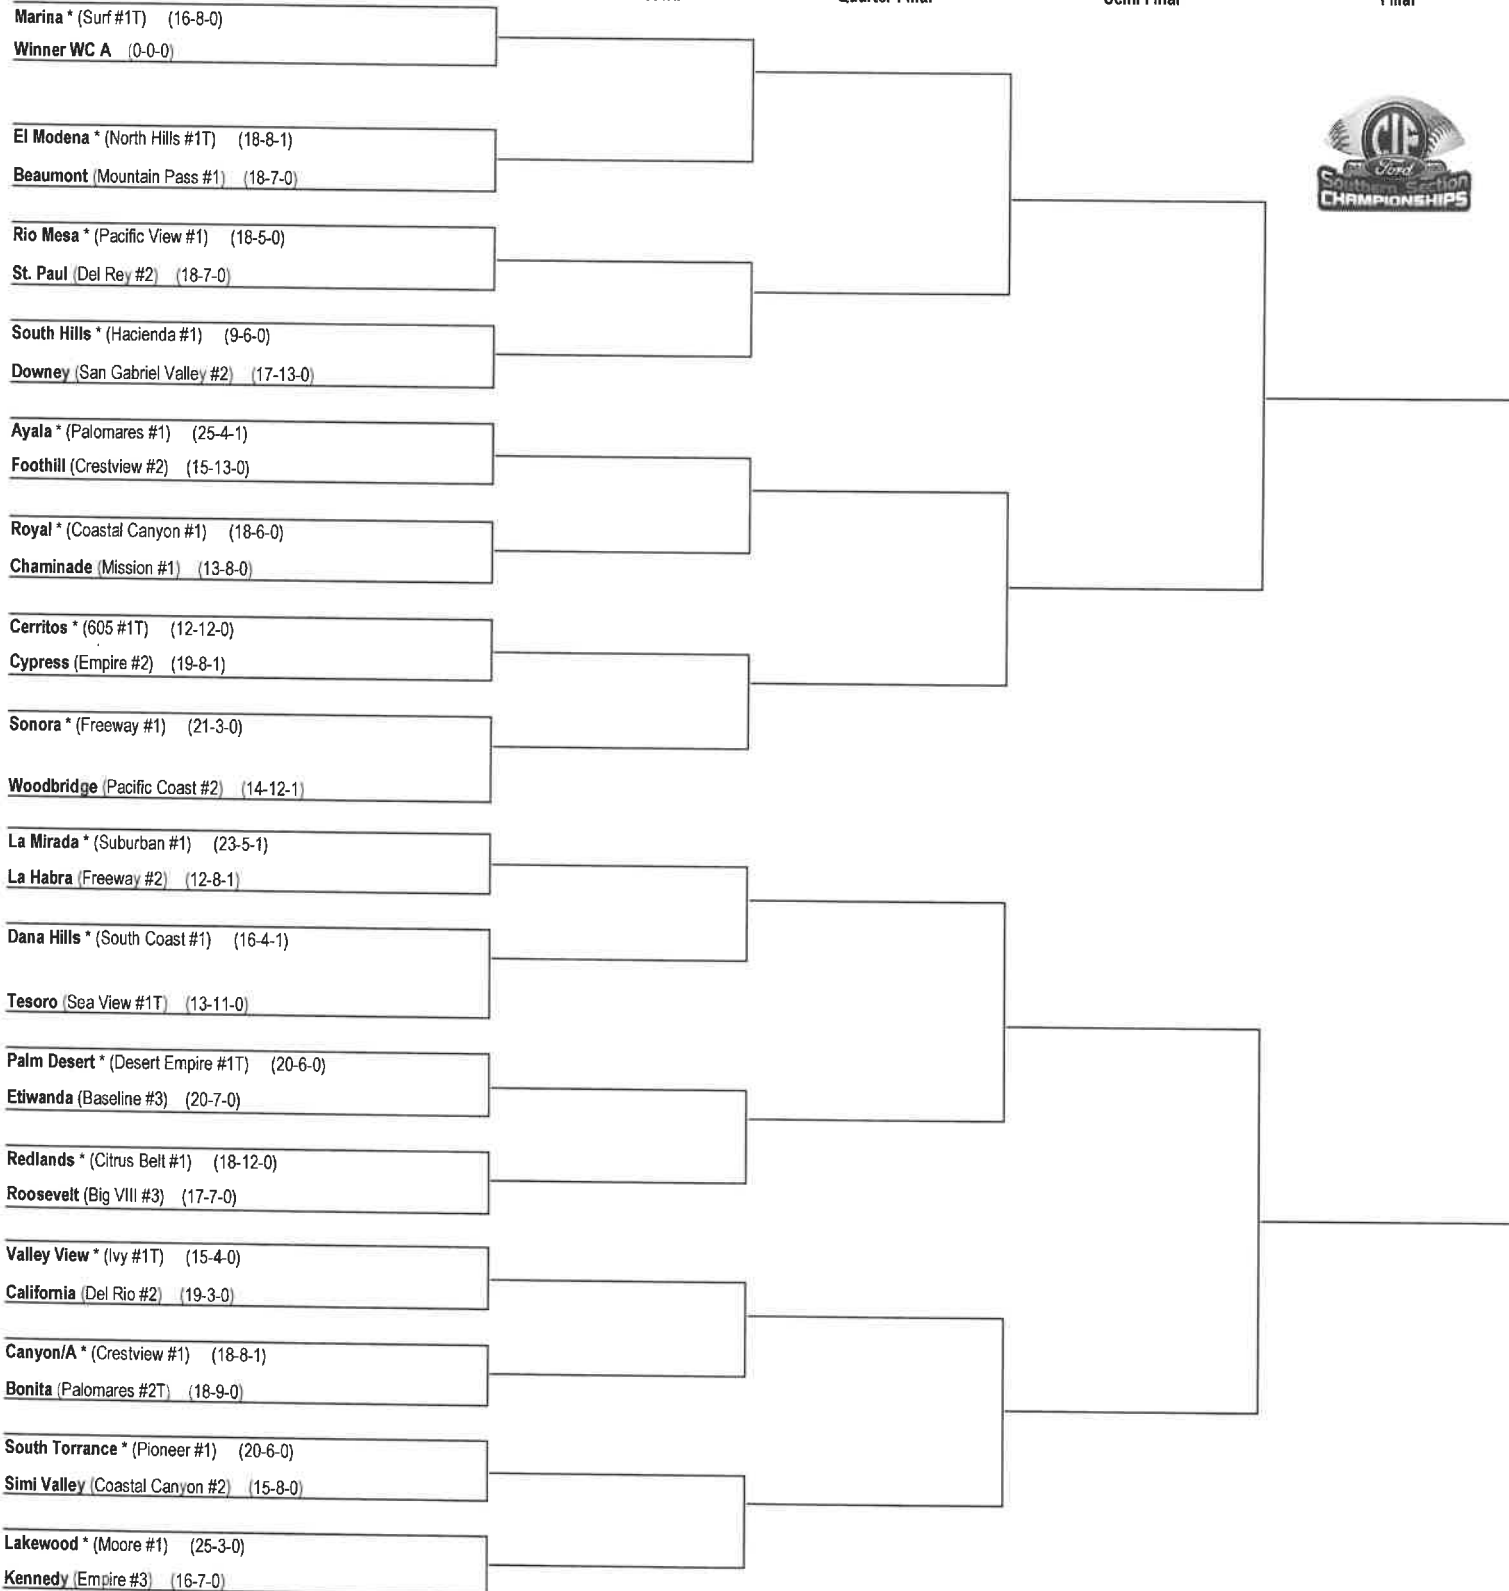 Quarter Final
Semi Final
Final
Marina * (Surf #1T) (16-8-0)
Winner WC A (0-0-0)
El Modena * (North Hills #1T) (18-8-1)
Beaumont (Mountain Pass #1) (18-7-0)
Rio Mesa * (Pacific View #1) (18-5-0)
St. Paul (Del Rey #2) (18-7-0)
South Hills * (Hacienda #1) (9-6-0)
Downey (San Gabriel Valley #2) (17-13-0)
Ayala * (Palomares #1) (25-4-1)
Foothill (Crestview #2) (15-13-0)
Royal * (Coastal Canyon #1) (18-6-0)
Chaminade (Mission #1) (13-8-0)
Cerritos * (605 #1T) (12-12-0)
Cypress (Empire #2) (19-8-1)
Sonora * (Freeway #1) (21-3-0)
Woodbridge (Pacific Coast #2) (14-12-1)
La Mirada * (Suburban #1) (23-5-1)
La Habra (Freeway #2) (12-8-1)
Dana Hills * (South Coast #1) (16-4-1)
Tesoro (Sea View #1T) (13-11-0)
Palm Desert * (Desert Empire #1T) (20-6-0)
Etiwanda (Baseline #3) (20-7-0)
Redlands * (Citrus Belt #1) (18-12-0)
Roosevelt (Big VIII #3) (17-7-0)
Valley View * (Ivy #1T) (15-4-0)
California (Del Rio #2) (19-3-0)
Canyon/A * (Crestview #1) (18-8-1)
Bonita (Palomares #2T) (18-9-0)
South Torrance * (Pioneer #1) (20-6-0)
Simi Valley (Coastal Canyon #2) (15-8-0)
Lakewood * (Moore #1) (25-3-0)
Kennedy (Empire #3) (16-7-0)
CIF
Ford
Southern Section
CHAMPIONSHIPS